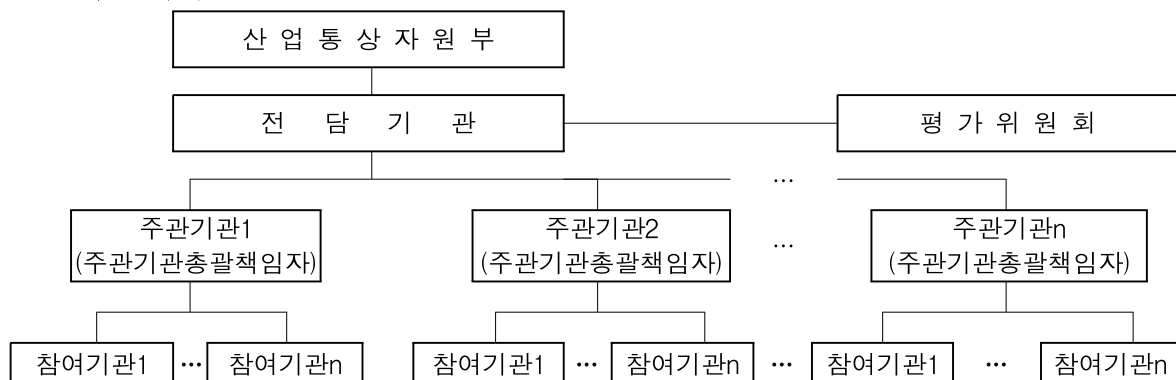 산 업 통 상 자 원 부
전 담 기 관
평 가 위 원 회
...
주관기관1
(주관기관총괄책임자)
주관기관2
(주관기관총괄책임자)
...
주관기관n
(주관기관총괄책임자)
참여기관1 ... 참여기관n
참여기관1 ... 참여기관n ... 참여기관1 ... 참여기관n